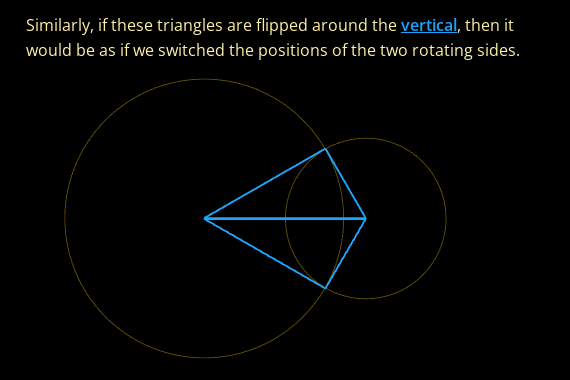 Similarly, if these triangles are flipped around the vertical, then it
would be as if we switched the positions of the two rotating sides.